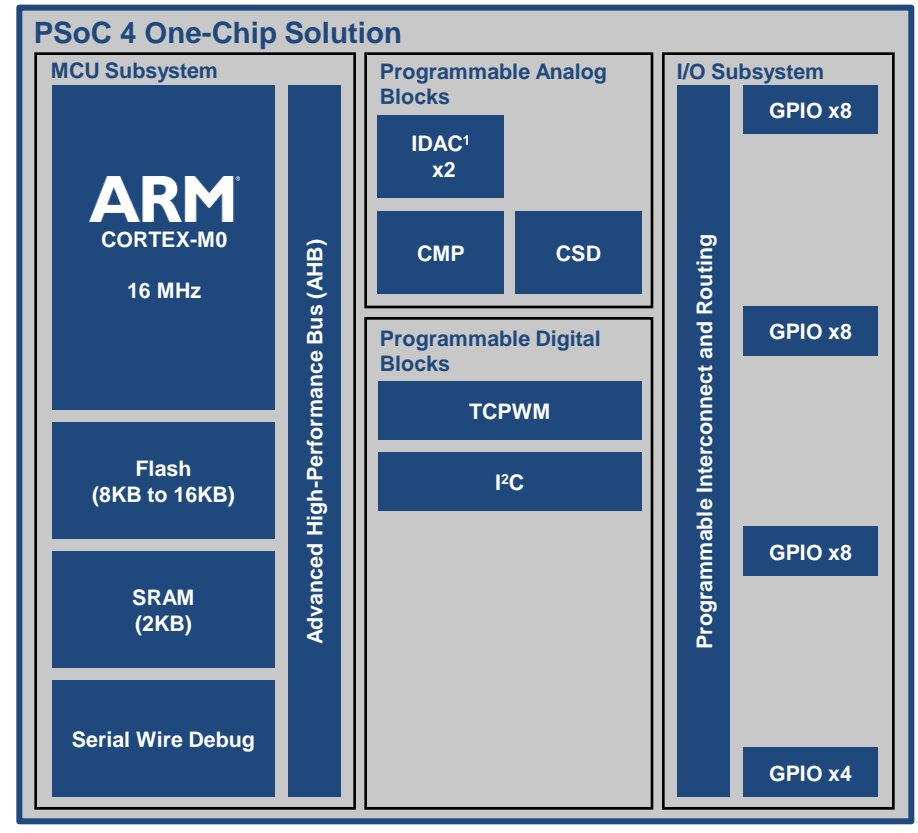 PSoC 4 One-Chip Solution
MCU Subsystem
ARM®
CORTEX-M0
16 MHz
Flash
(8KB to 16KB)
SRAM
(2KB)
Serial Wire Debug
Advanced High-Performance Bus (AHB)
Programmable Analog
Blocks
IDAC¹
x2
CMP
CSD
Programmable Digital
Blocks
TCPWM
I²C
I/O Subsystem
Programmable Interconnect and Routing
GPIO x8
GPIO x8
GPIO x8
GPIO x4